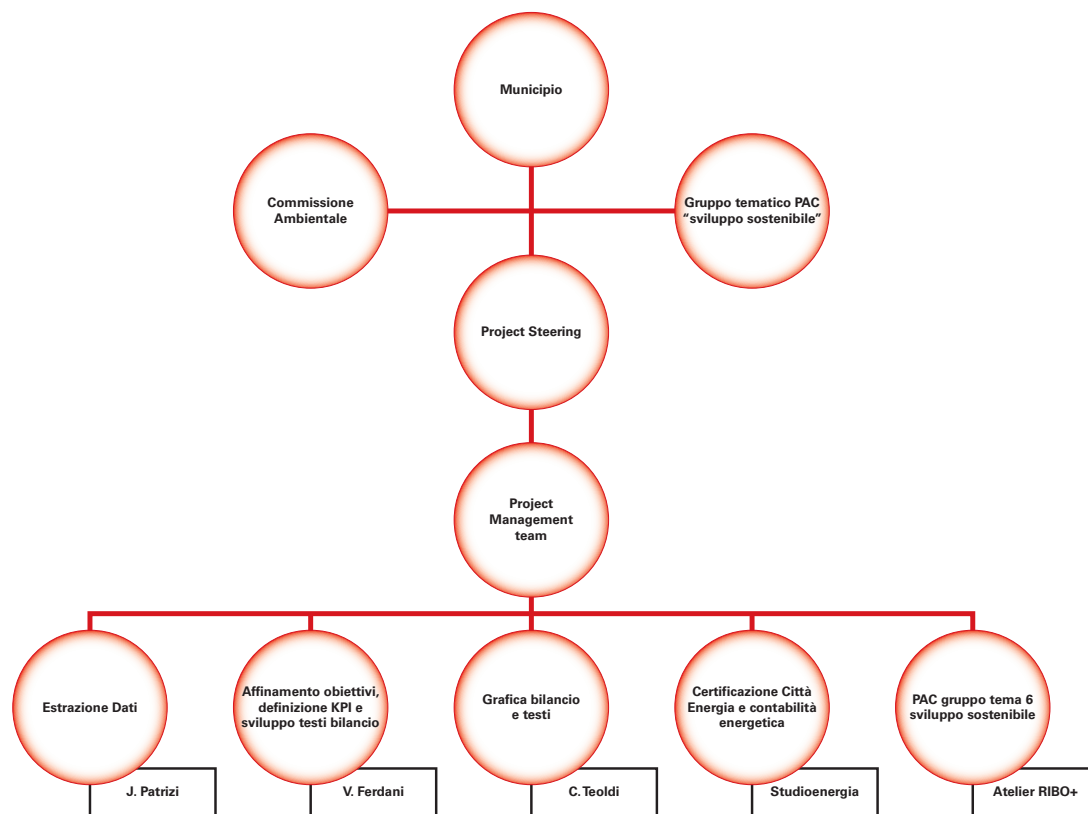 Municipio
Commissione
Ambientale
Gruppo tematico PAC
“sviluppo sostenibile”
Project Steering
Project
Management
team
Estrazione Dati
Affinamento obiettivi,
definizione KPI e
sviluppo testi bilancio
Grafica bilancio
e testi
Certificazione Città
Energia e contabilità
energetica
PAC gruppo tema 6
sviluppo sostenibile
J. Patrizi
V. Ferdani
C. Teoldi
Studioenergia
Atelier RIBO+